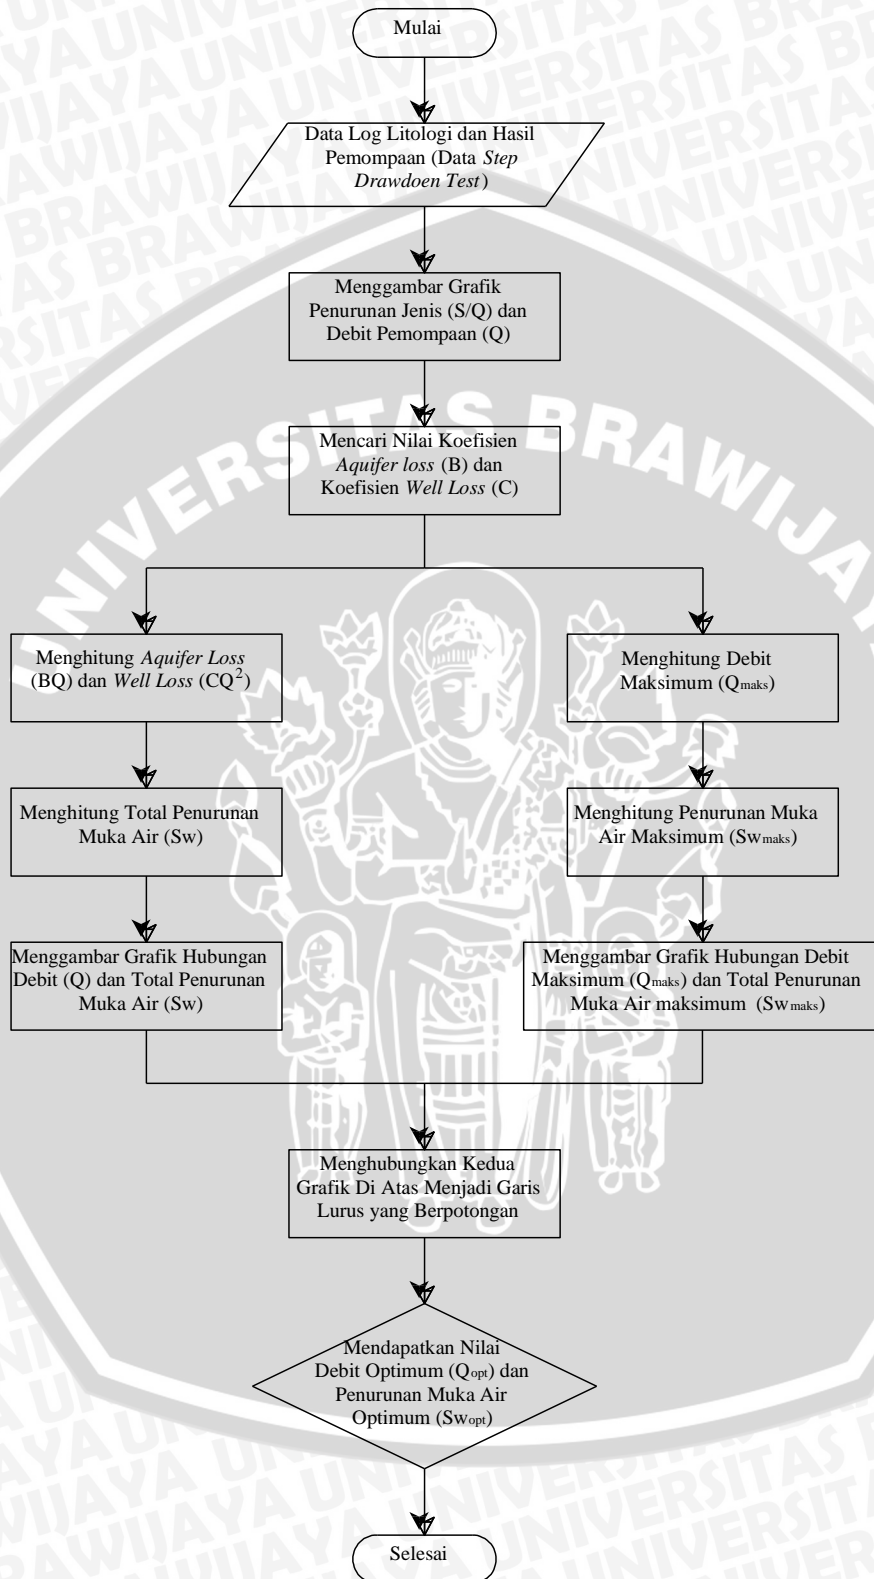 Mulai
Data Log Litologi dan Hasil
Pemompaan (Data Step
Drawdoen Test)
Menggambar Grafik
Penurunan Jenis (S/Q) dan
Debit Pemompaan (Q)
Mencari Nilai Koefisien
Aquifer loss (B) dan
Koefisien Well Loss (C)
Menghitung Aquifer Loss
(BQ) dan Well Loss (CQ²)
Menghitung Total Penurunan
Muka Air (Sw)
Menggambar Grafik Hubungan
Debit (Q) dan Total Penurunan
Muka Air (Sw)
Menghitung Debit
Maksimum (Qmaks)
Menghitung Penurunan Muka
Air Maksimum (Swmaks)
Menggambar Grafik Hubungan Debit
Maksimum (Qmaks) dan Total Penurunan
Muka Air maksimum (Swmaks)
Menghubungkan Kedua
Grafik Di Atas Menjadi Garis
Lurus yang Berpotongan
Mendapatkan Nilai
Debit Optimum (Qopt) dan
Penurunan Muka Air
Optimum (Swopt)
Selesai
UNIVERSITAS BRAWIJAYA